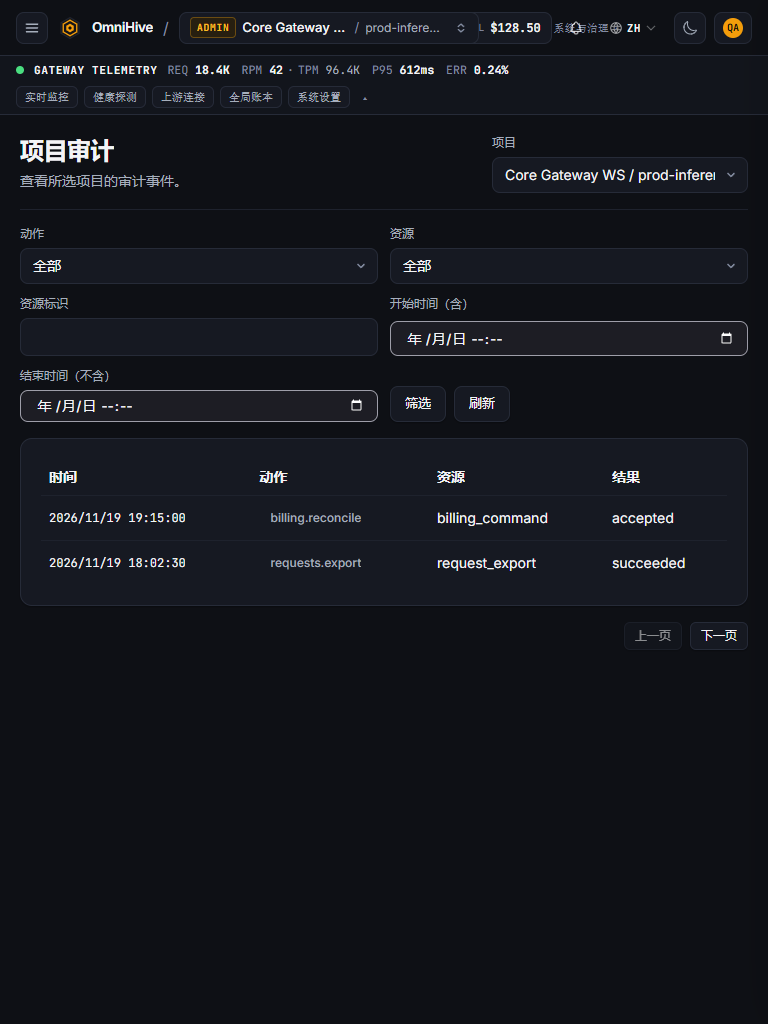 OmniHive / ADMIN Core Gateway ... / prod-infere... L $128.50 系统与治理 ZH QA
GATEWAY TELEMETRY REQ 18.4K RPM 42 · TPM 96.4K P95 612ms ERR 0.24%
实时监控 健康探测 上游连接 全局账本 系统设置
项目审计
查看所选项目的审计事件。
项目
Core Gateway WS / prod-infere
动作
全部
资源
全部
资源标识
开始时间（含）
年 /月/日 --:--
结束时间（不含）
年 /月/日 --:--
筛选 刷新
时间 动作 资源 结果
2026/11/19 19:15:00 billing.reconcile billing_command accepted
2026/11/19 18:02:30 requests.export request_export succeeded
上一页 下一页